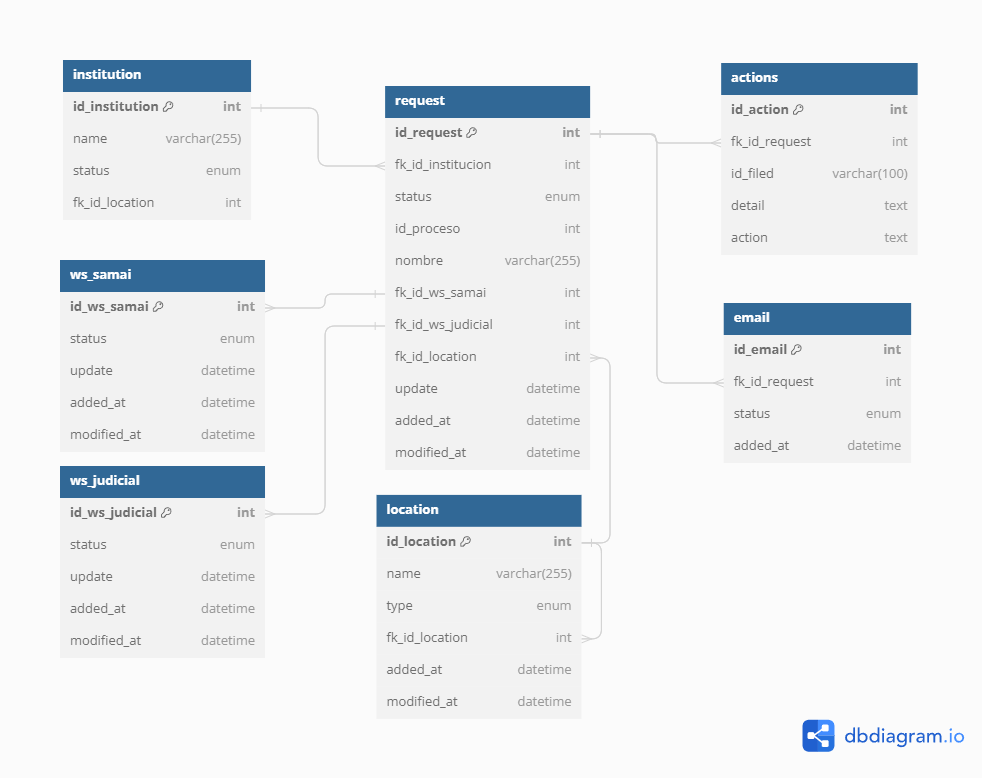 institution
id_institution int
name varchar(255)
status enum
fk_id_location int
request
id_request int
fk_id_institucion int
status enum
id_proceso int
nombre varchar(255)
fk_id_ws_samai int
fk_id_ws_judicial int
fk_id_location int
update datetime
added_at datetime
modified_at datetime
actions
id_action int
fk_id_request int
id_filed varchar(100)
detail text
action text
ws_samai
id_ws_samai int
status enum
update datetime
added_at datetime
modified_at datetime
email
id_email int
fk_id_request int
status enum
added_at datetime
ws_judicial
id_ws_judicial int
status enum
update datetime
added_at datetime
modified_at datetime
location
id_location int
name varchar(255)
type enum
fk_id_location int
added_at datetime
modified_at datetime
dbdiagram.io